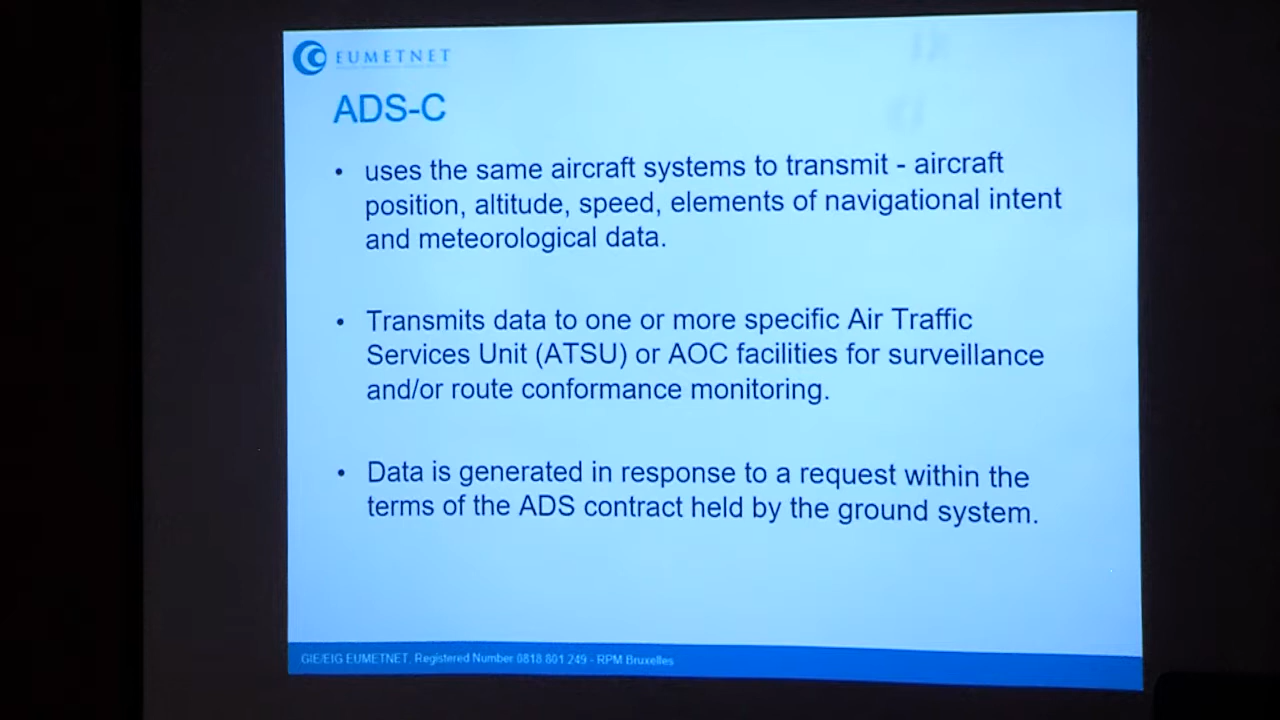 EUMETNET
ADS-C
• uses the same aircraft systems to transmit - aircraft
position, altitude, speed, elements of navigational intent
and meteorological data.
• Transmits data to one or more specific Air Traffic
Services Unit (ATSU) or AOC facilities for surveillance
and/or route conformance monitoring.
• Data is generated in response to a request within the
terms of the ADS contract held by the ground system.
GIE/EIG EUMETNET, Registered Number 0818.801.249 - RPM Bruxelles